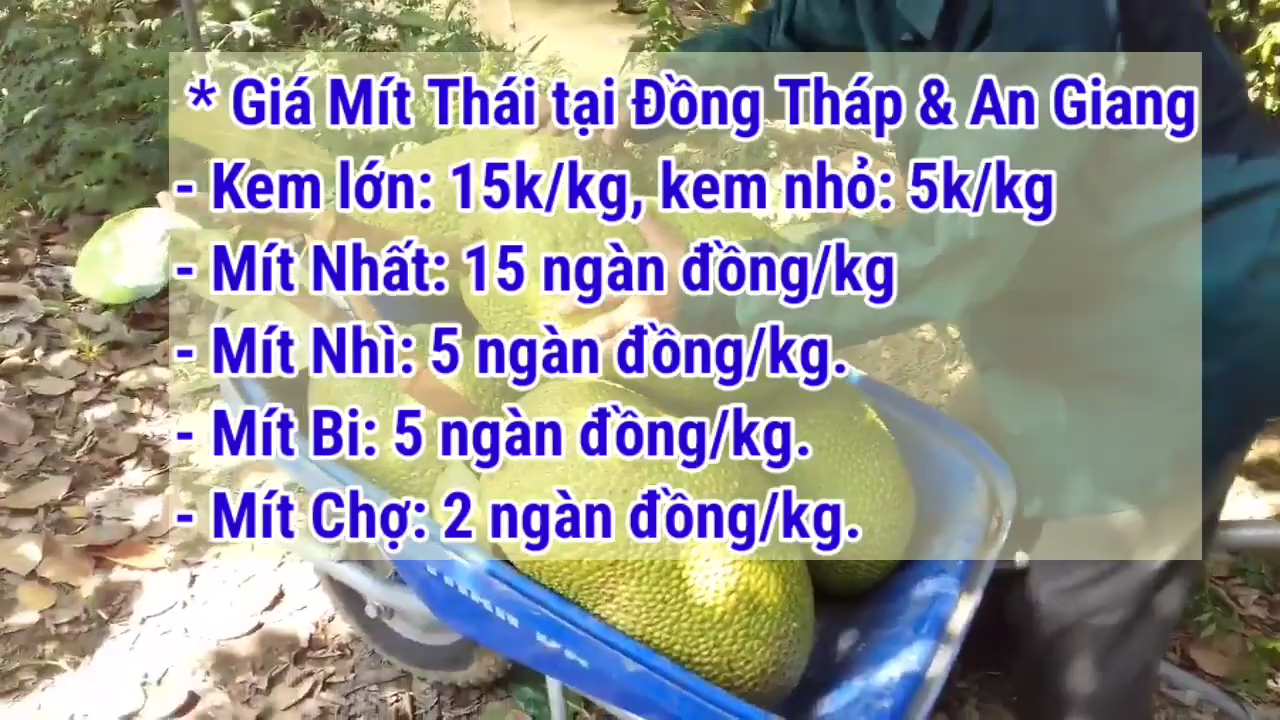 * Giá Mít Thái tại Đồng Tháp & An Giang
- Kem lớn: 15k/kg, kem nhỏ: 5k/kg
- Mít Nhất: 15 ngàn đồng/kg
- Mít Nhì: 5 ngàn đồng/kg.
- Mít Bi: 5 ngàn đồng/kg.
- Mít Chợ: 2 ngàn đồng/kg.